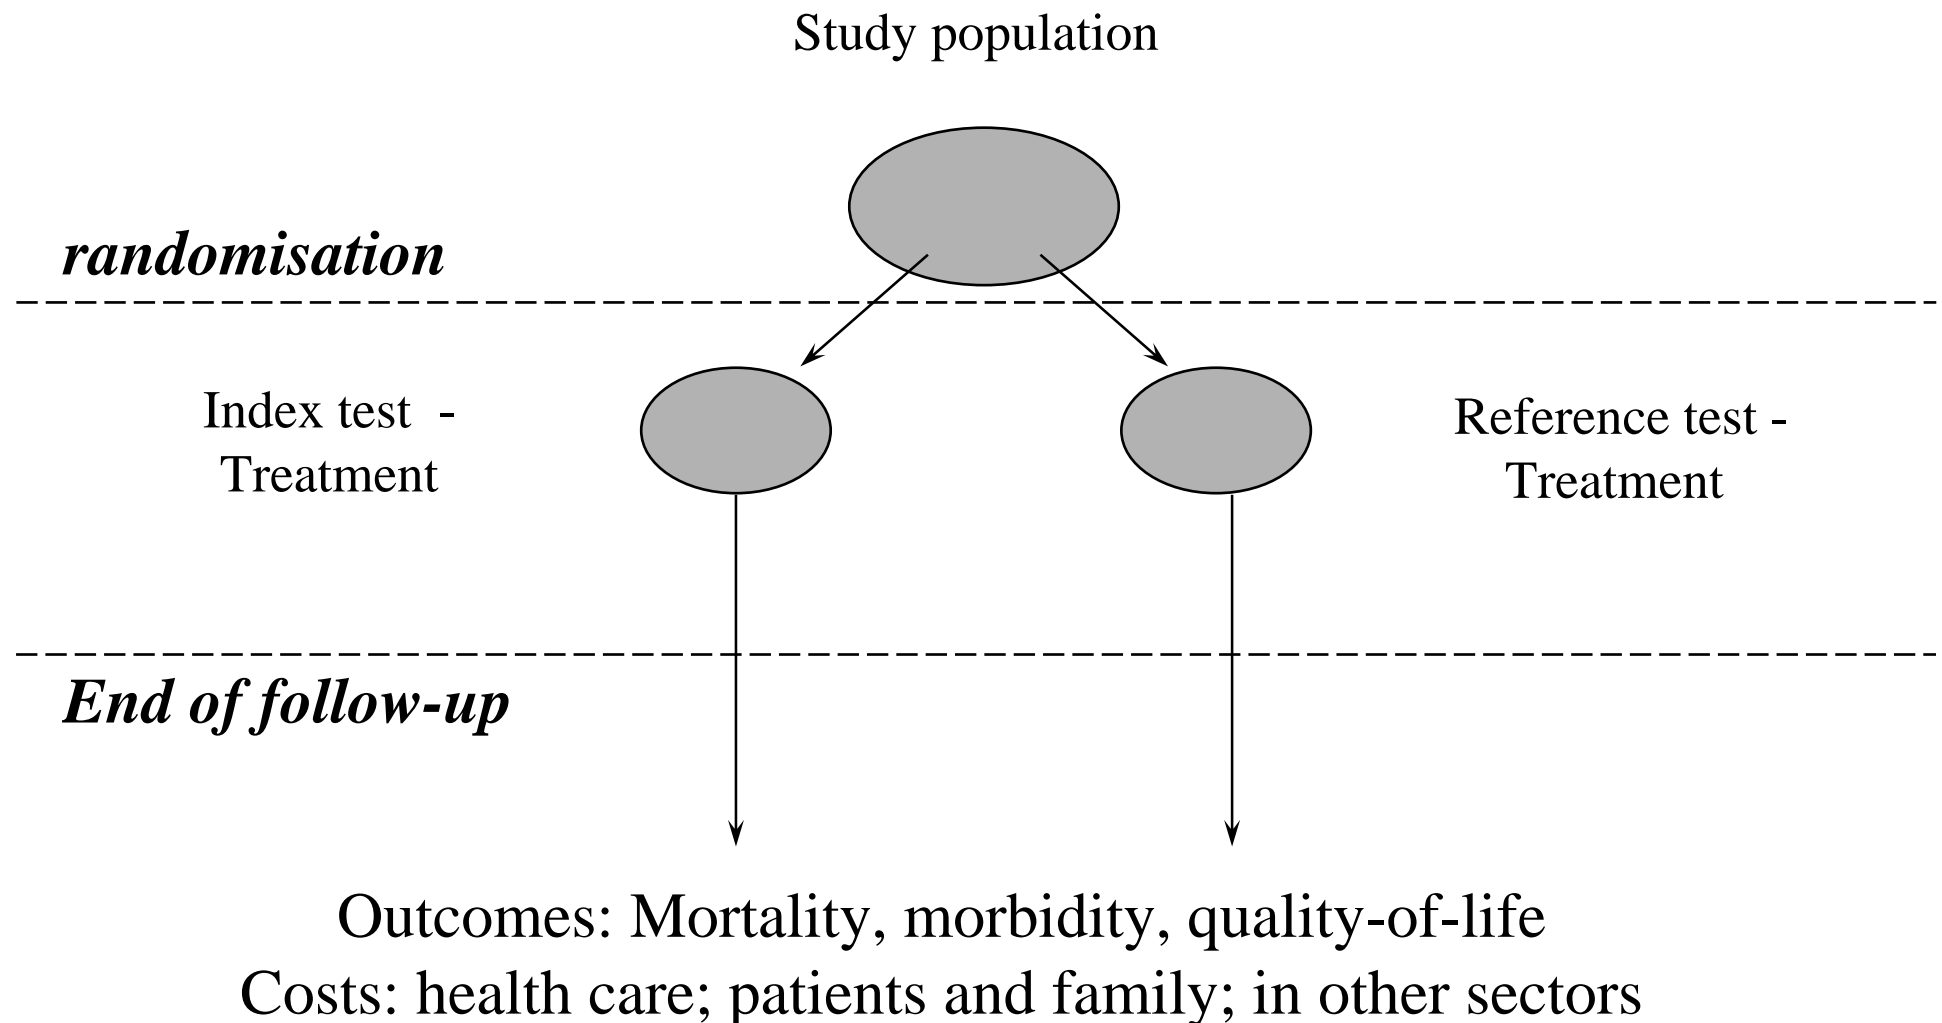 Study population
randomisation
Index test -
Treatment
Reference test -
Treatment
End of follow-up
Outcomes: Mortality, morbidity, quality-of-life
Costs: health care; patients and family; in other sectors